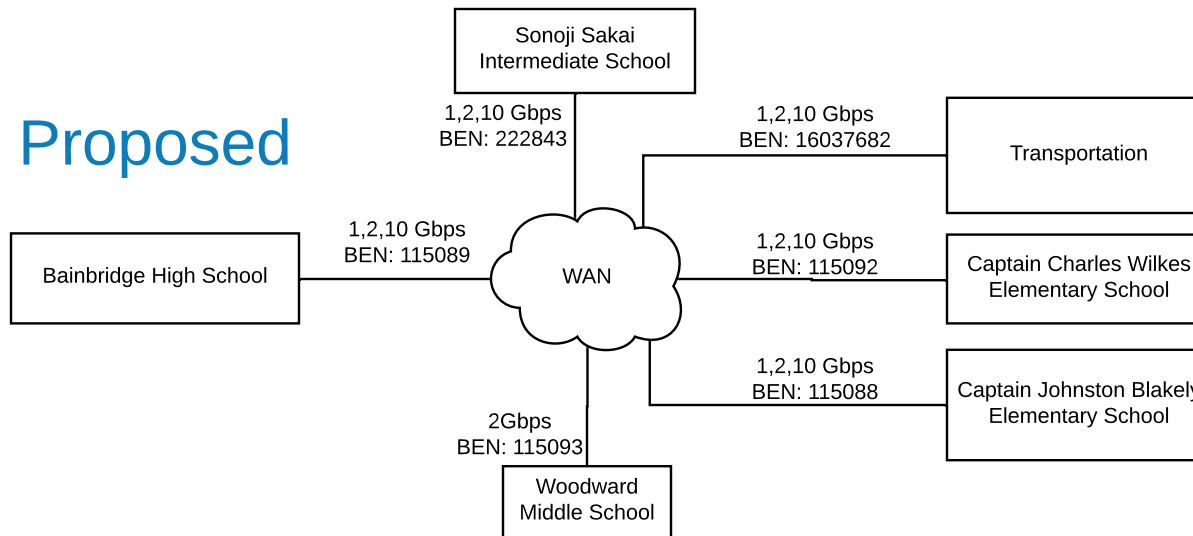 Sonoji Sakai
Intermediate School
1,2,10 Gbps
BEN: 222843
Proposed
1,2,10 Gbps
BEN: 16037682
Transportation
1,2,10 Gbps
BEN: 115089
Bainbridge High School
WAN
1,2,10 Gbps
BEN: 115092
Captain Charles Wilkes
Elementary School
1,2,10 Gbps
BEN: 115088
Captain Johnston Blakely
Elementary School
2Gbps
BEN: 115093
Woodward
Middle School